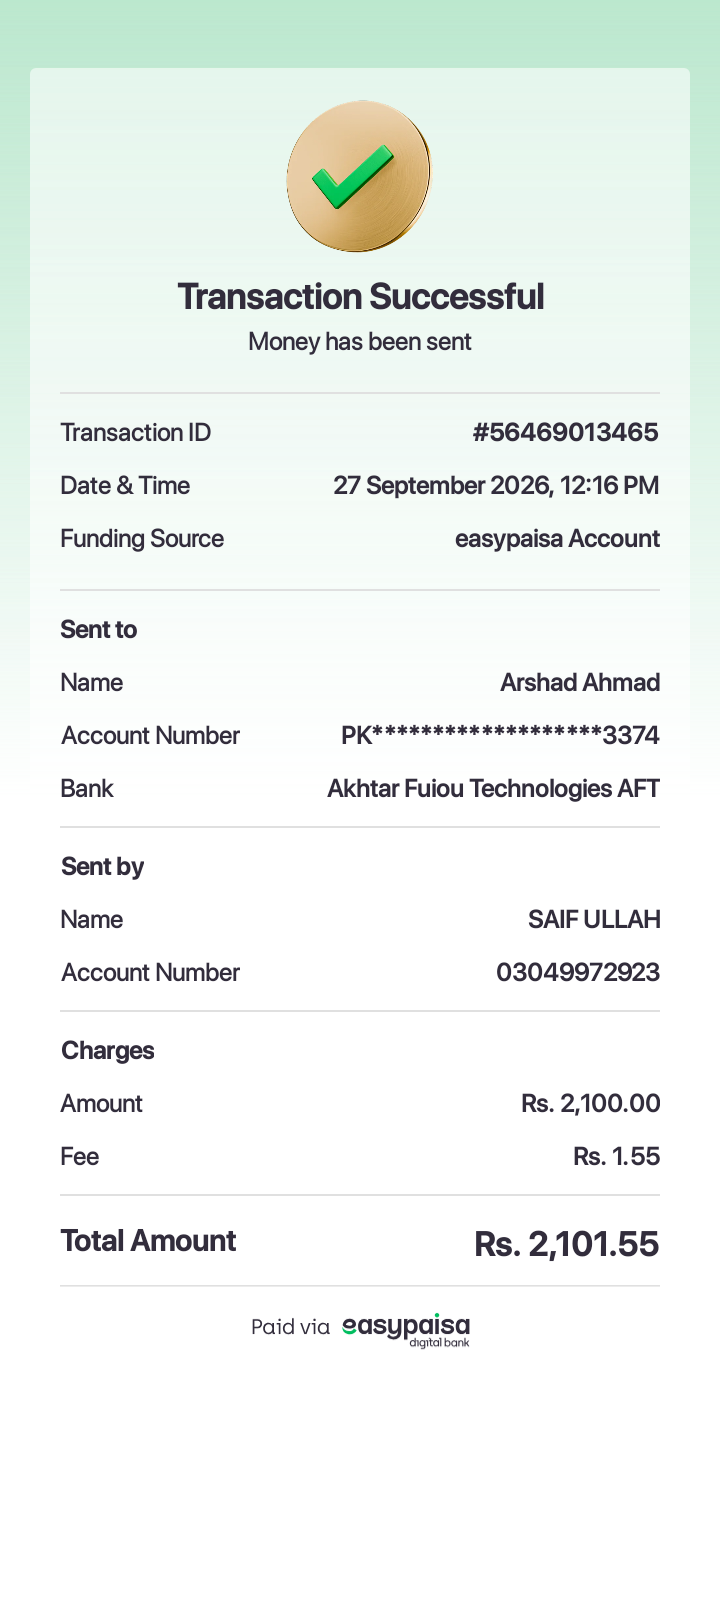 Transaction Successful
Money has been sent
Transaction ID #56469013465
Date & Time 27 September 2026, 12:16 PM
Funding Source easypaisa Account
Sent to
Name Arshad Ahmad
Account Number PK*******************3374
Bank Akhtar Fuiou Technologies AFT
Sent by
Name SAIF ULLAH
Account Number 03049972923
Charges
Amount Rs. 2,100.00
Fee Rs. 1.55
Total Amount Rs. 2,101.55
Paid via easypaisa
digital bank